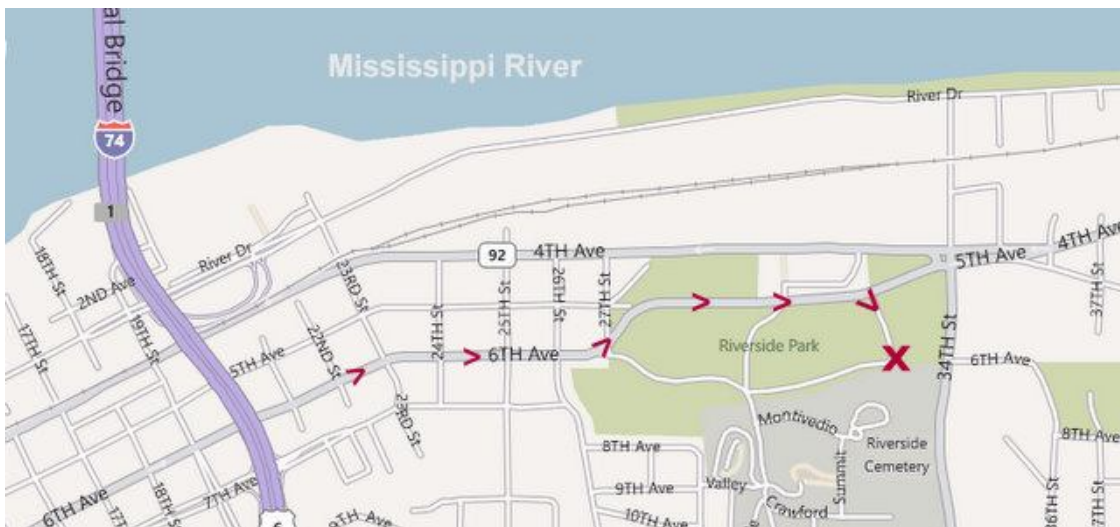 al Bridge
Mississippi River
River Dr
74
1
River Dr
92
4TH Ave
4TH Ave
5TH Ave
18TH St
2ND Ave
23RD St
25TH St
26TH St
27TH St
37TH St
17TH St
19TH St
22ND St
24TH St
5TH Ave
6TH Ave
Riverside Park
34TH St
6TH Ave
X
23RD St
Montivedio
Riverside
Cemetery
8TH Ave
8TH Ave
Valley
Summit
7TH Ave
18TH St
6TH Ave
9TH Ave
Crawford
10TH Ave
9TH Ave
6